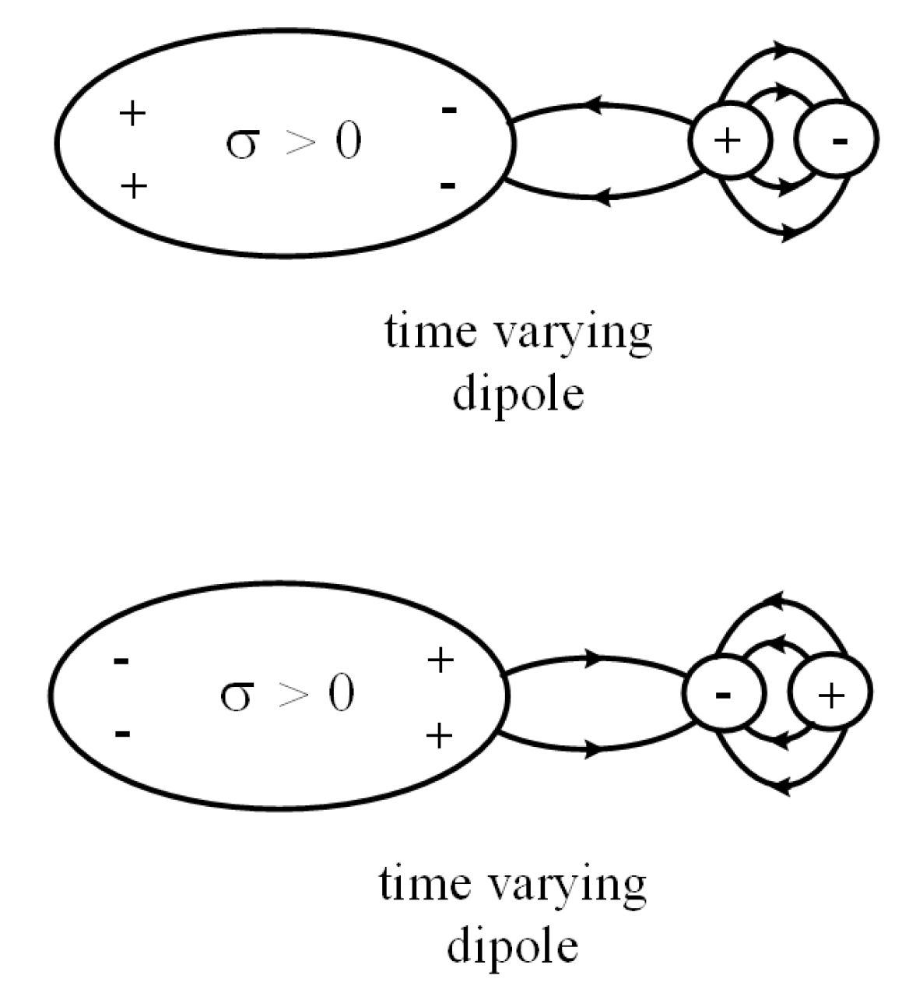 + -
σ > 0
+ -
+ -
time varying
dipole
- +
σ > 0
- +
- +
time varying
dipole